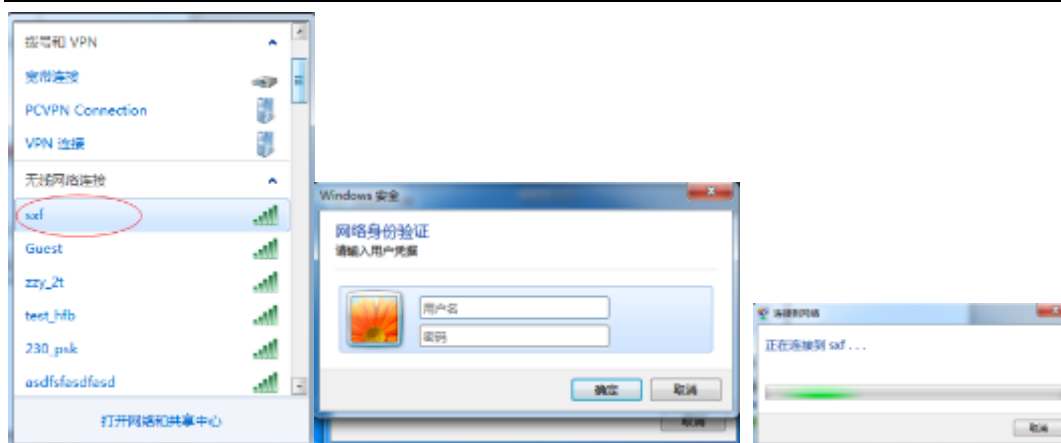 拨号和 VPN
宽带连接
PCVPN Connection
VPN 连接
无线网络连接
sxf
Guest
zzy_2t
test_hfb
230_psk
asdfsfasdfasd
打开网络和共享中心
Windows 安全
网络身份验证
请输入用户凭据
用户名
密码
确定
取消
取消
连接到网络
正在连接到 sxf . . .
取消